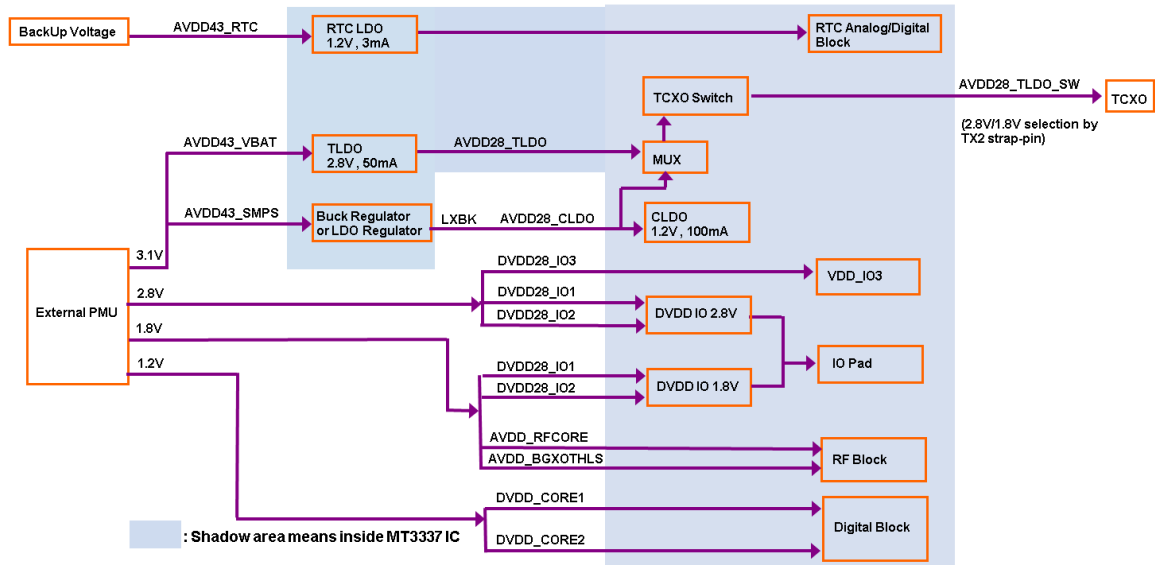 BackUp Voltage
AVDD43_RTC
RTC LDO
1.2V , 3mA
RTC Analog/Digital
Block
TCXO Switch
AVDD28_TLDO_SW
TCXO
(2.8V/1.8V selection by
TX2 strap-pin)
AVDD43_VBAT
TLDO
2.8V , 50mA
AVDD28_TLDO
MUX
AVDD43_SMPS
Buck Regulator
or LDO Regulator
LXBK
AVDD28_CLDO
CLDO
1.2V , 100mA
External PMU
3.1V
2.8V
1.8V
1.2V
DVDD28_IO3
VDD_IO3
DVDD28_IO1
DVDD28_IO2
DVDD IO 2.8V
IO Pad
DVDD28_IO1
DVDD28_IO2
DVDD IO 1.8V
AVDD_RFCORE
AVDD_BGXOTHLS
RF Block
DVDD_CORE1
DVDD_CORE2
Digital Block
: Shadow area means inside MT3337 IC